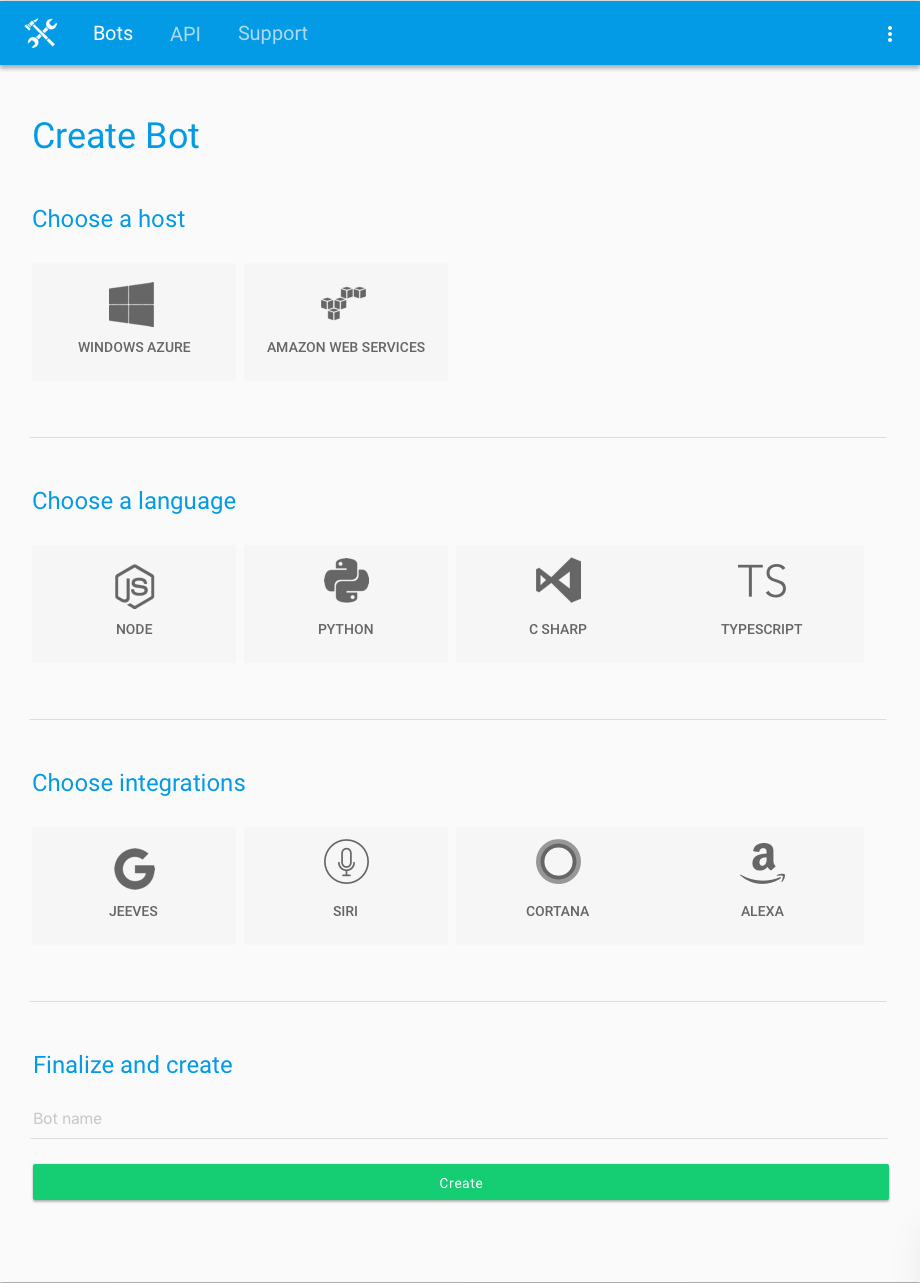 Bots API Support
Create Bot
Choose a host
WINDOWS AZURE AMAZON WEB SERVICES
Choose a language
JS TS
NODE PYTHON C SHARP TYPESCRIPT
Choose integrations
G a
JEEVES SIRI CORTANA ALEXA
Finalize and create
Bot name
Create